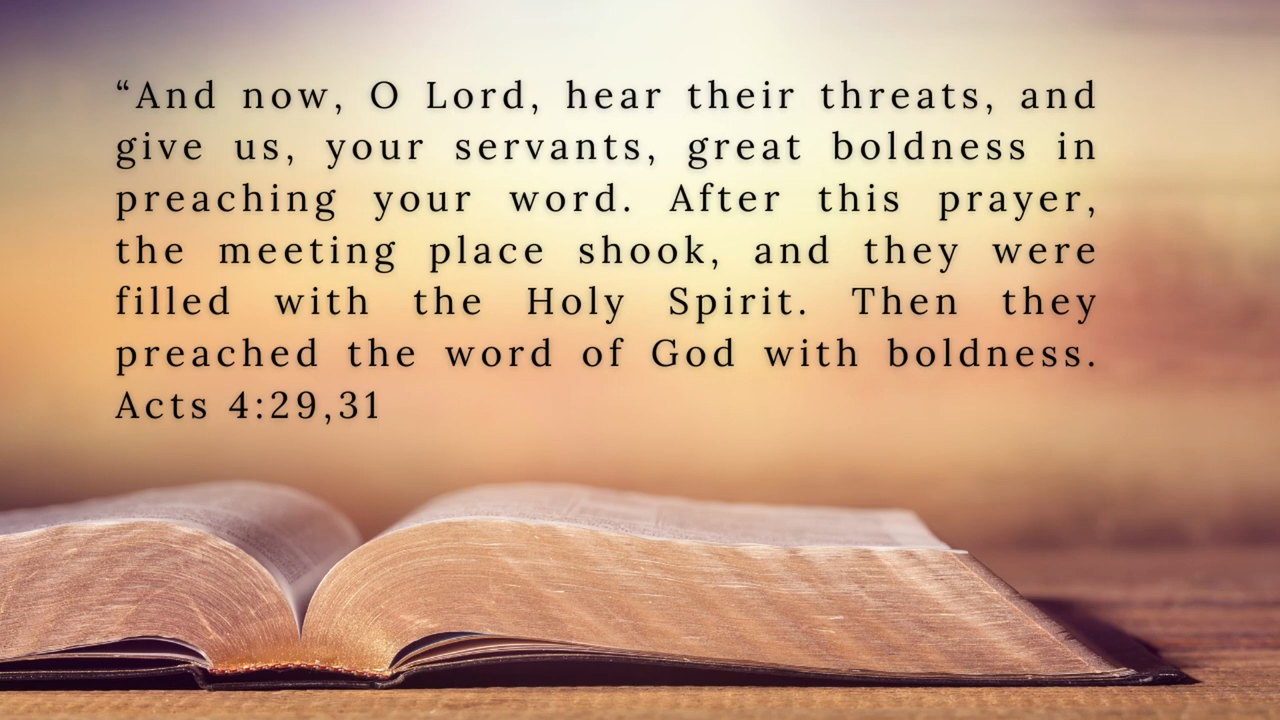 “And now, O Lord, hear their threats, and
give us, your servants, great boldness in
preaching your word. After this prayer,
the meeting place shook, and they were
filled with the Holy Spirit. Then they
preached the word of God with boldness.
Acts 4:29,31